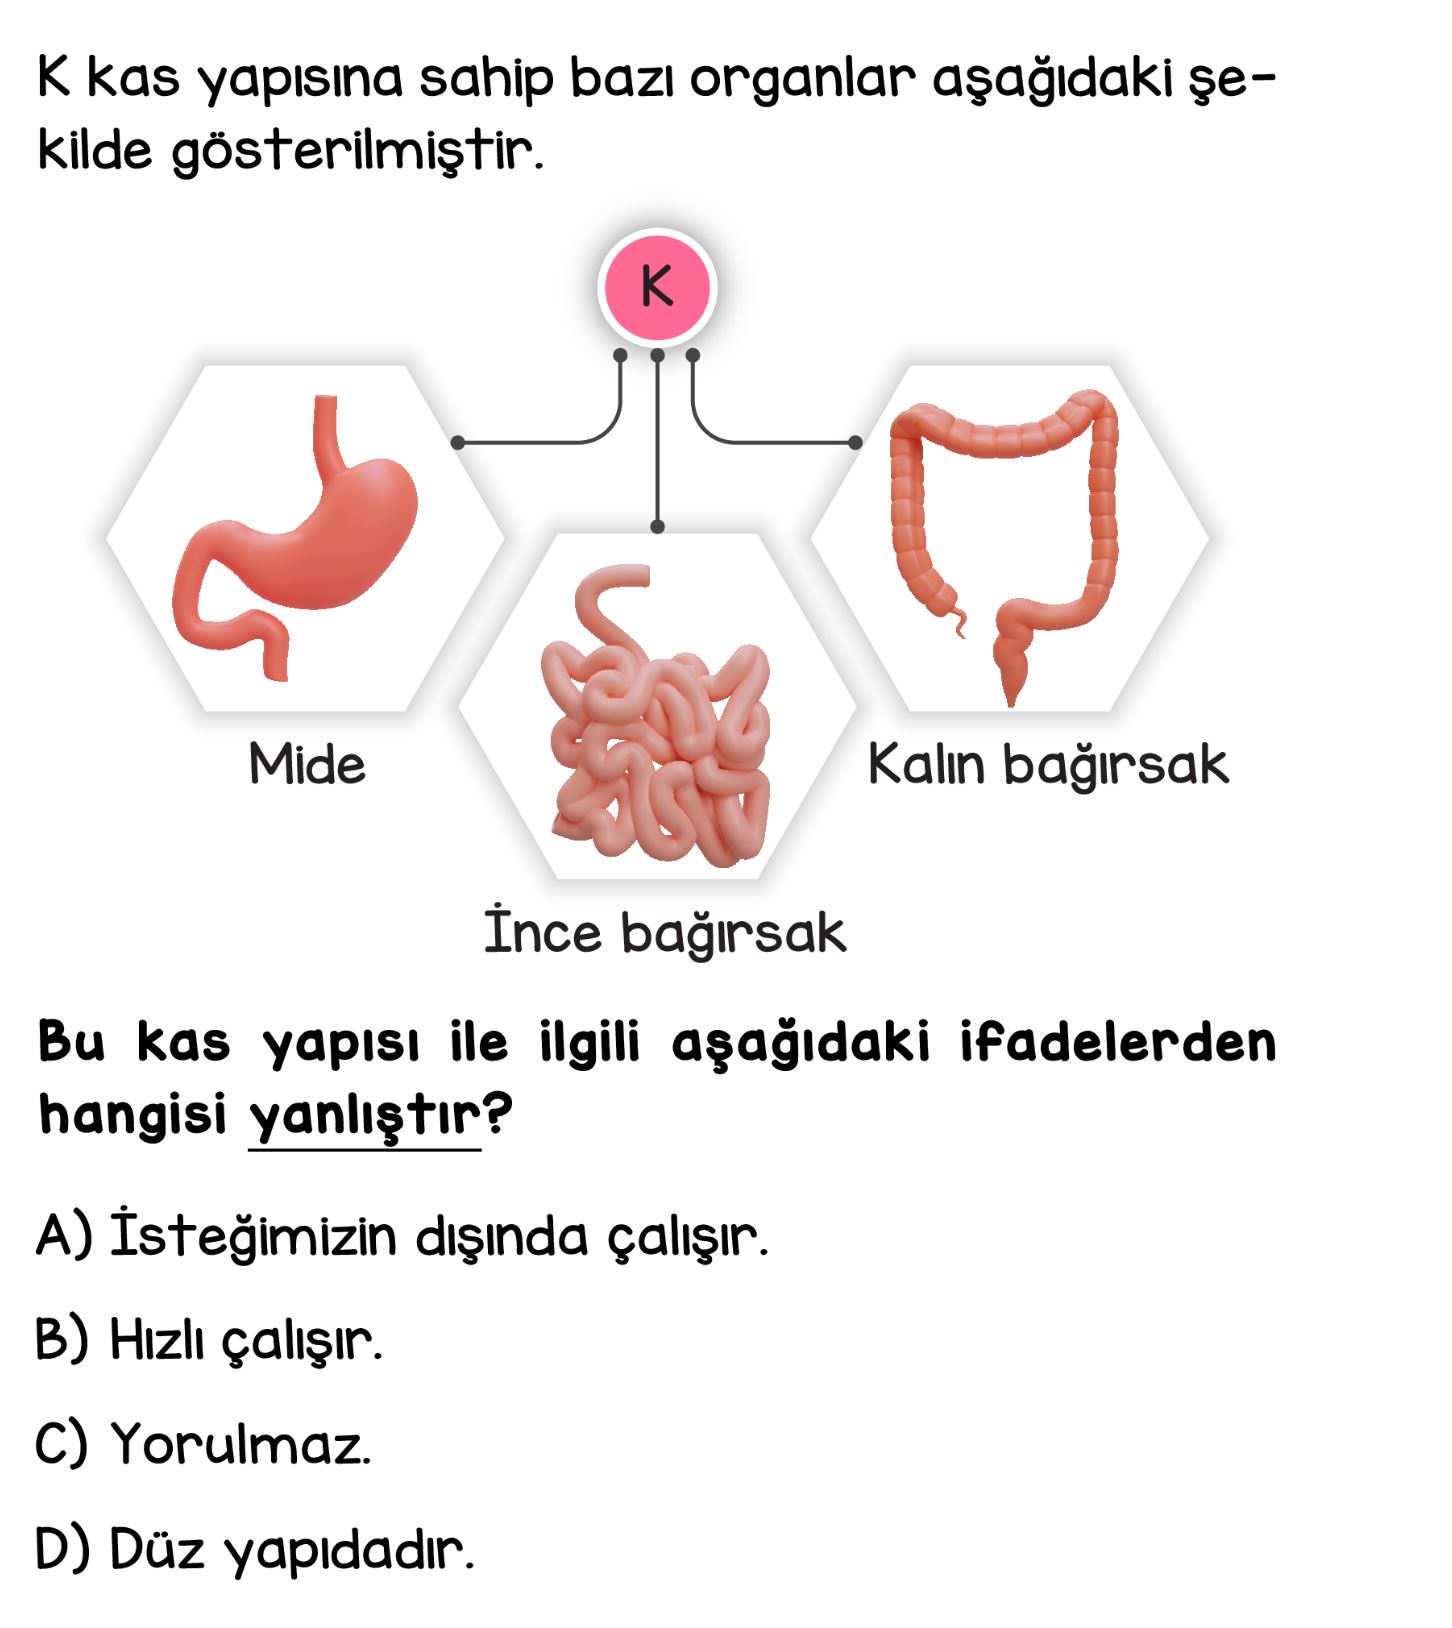 K kas yapısına sahip bazı organlar aşağıdaki şe-
kilde gösterilmiştir.
K
Mide
Kalın bağırsak
İnce bağırsak
Bu kas yapısı ile ilgili aşağıdaki ifadelerden
hangisi yanlıştır?
A) İsteğimizin dışında çalışır.
B) Hızlı çalışır.
C) Yorulmaz.
D) Düz yapıdadır.